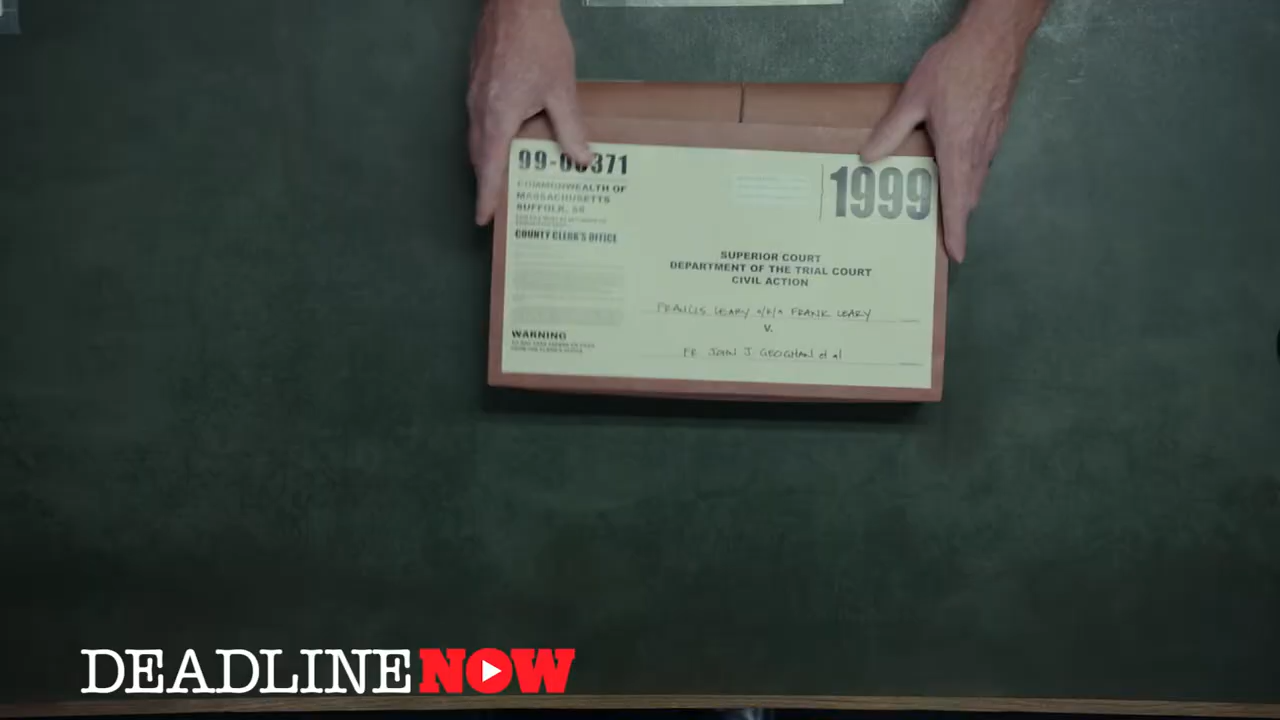 99-00371
COMMONWEALTH OF
MASSACHUSETTS
SUFFOLK, SS
COUNTY CLERK'S OFFICE
WARNING
1999
SUPERIOR COURT
DEPARTMENT OF THE TRIAL COURT
CIVIL ACTION
FRANCIS LEARY a/k/a FRANK LEARY
V.
FR JOHN J GEOGHAN et al
DEADLINE NOW